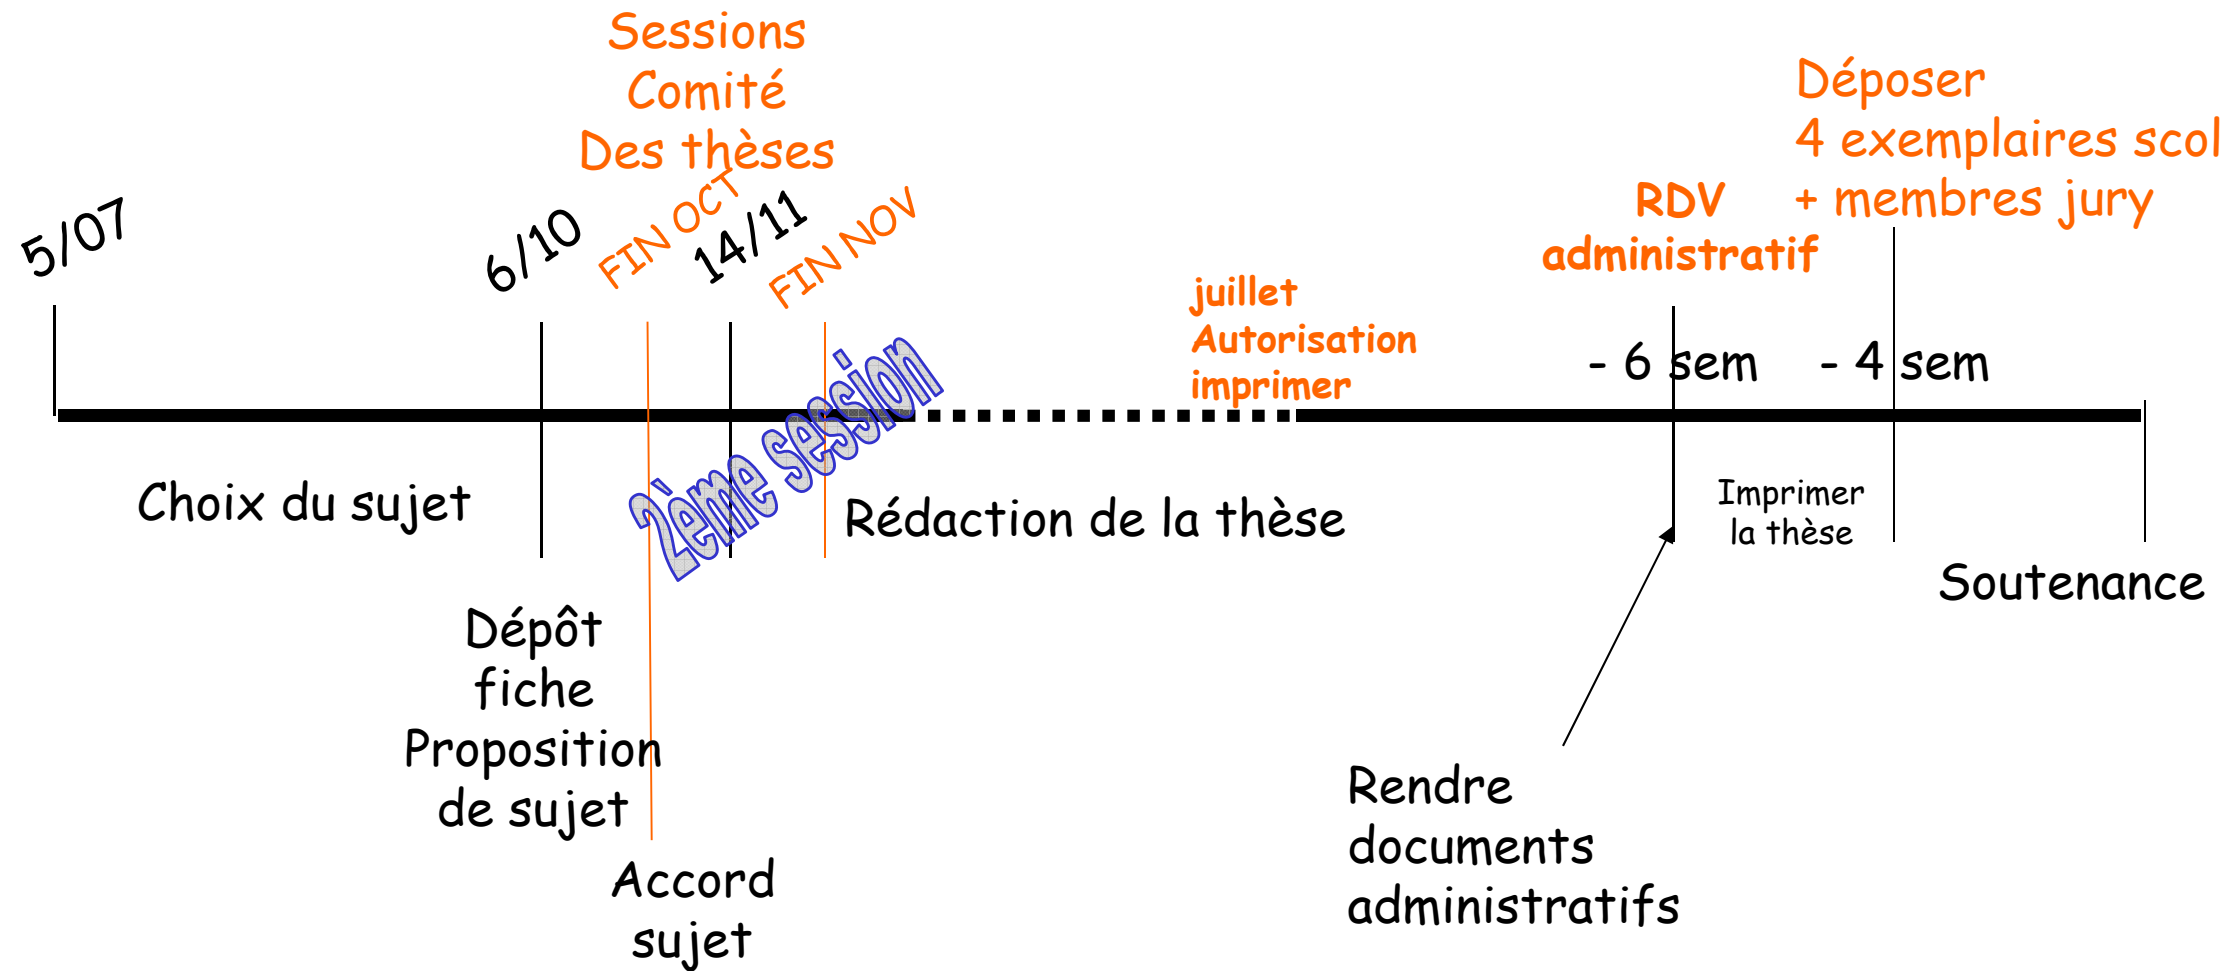 Sessions
Comité
Des thèses
5/07
6/10
FIN OCT
14/11
FIN NOV
juillet
Autorisation
imprimer
RDV
administratif
Déposer
4 exemplaires scol
+ membres jury
- 6 sem
- 4 sem
2ème session
Choix du sujet
Rédaction de la thèse
Imprimer
la thèse
Soutenance
Dépôt
fiche
Proposition
de sujet
Accord
sujet
Rendre
documents
administratifs